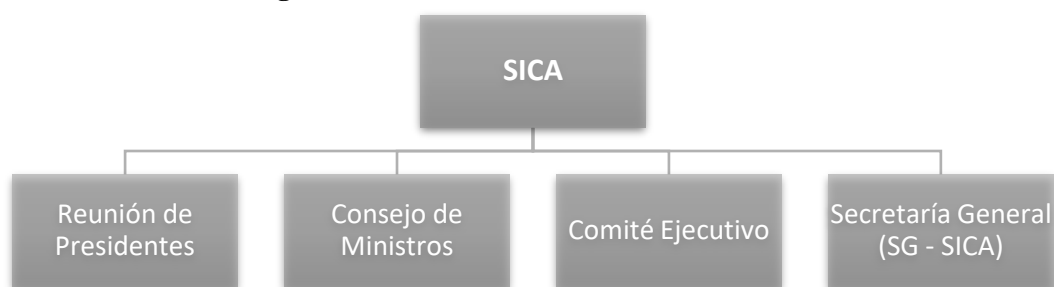 SICA
Reunión de
Presidentes
Consejo de
Ministros
Comité Ejecutivo
Secretaría General
(SG - SICA)